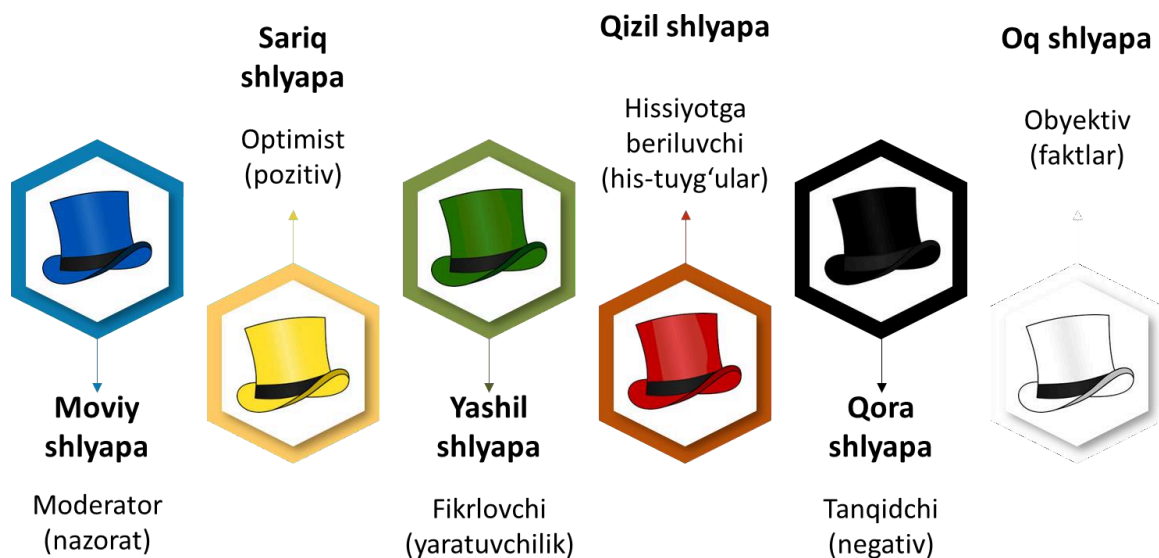 Moviy
shlyapa
Moderator
(nazorat)
Sariq
shlyapa
Optimist
(pozitiv)
Yashil
shlyapa
Fikrlovchi
(yaratuvchilik)
Qizil shlyapa
Hissiyotga
beriluvchi
(his-tuyg‘ular)
Qora
shlyapa
Tanqidchi
(negativ)
Oq shlyapa
Obyektiv
(faktlar)